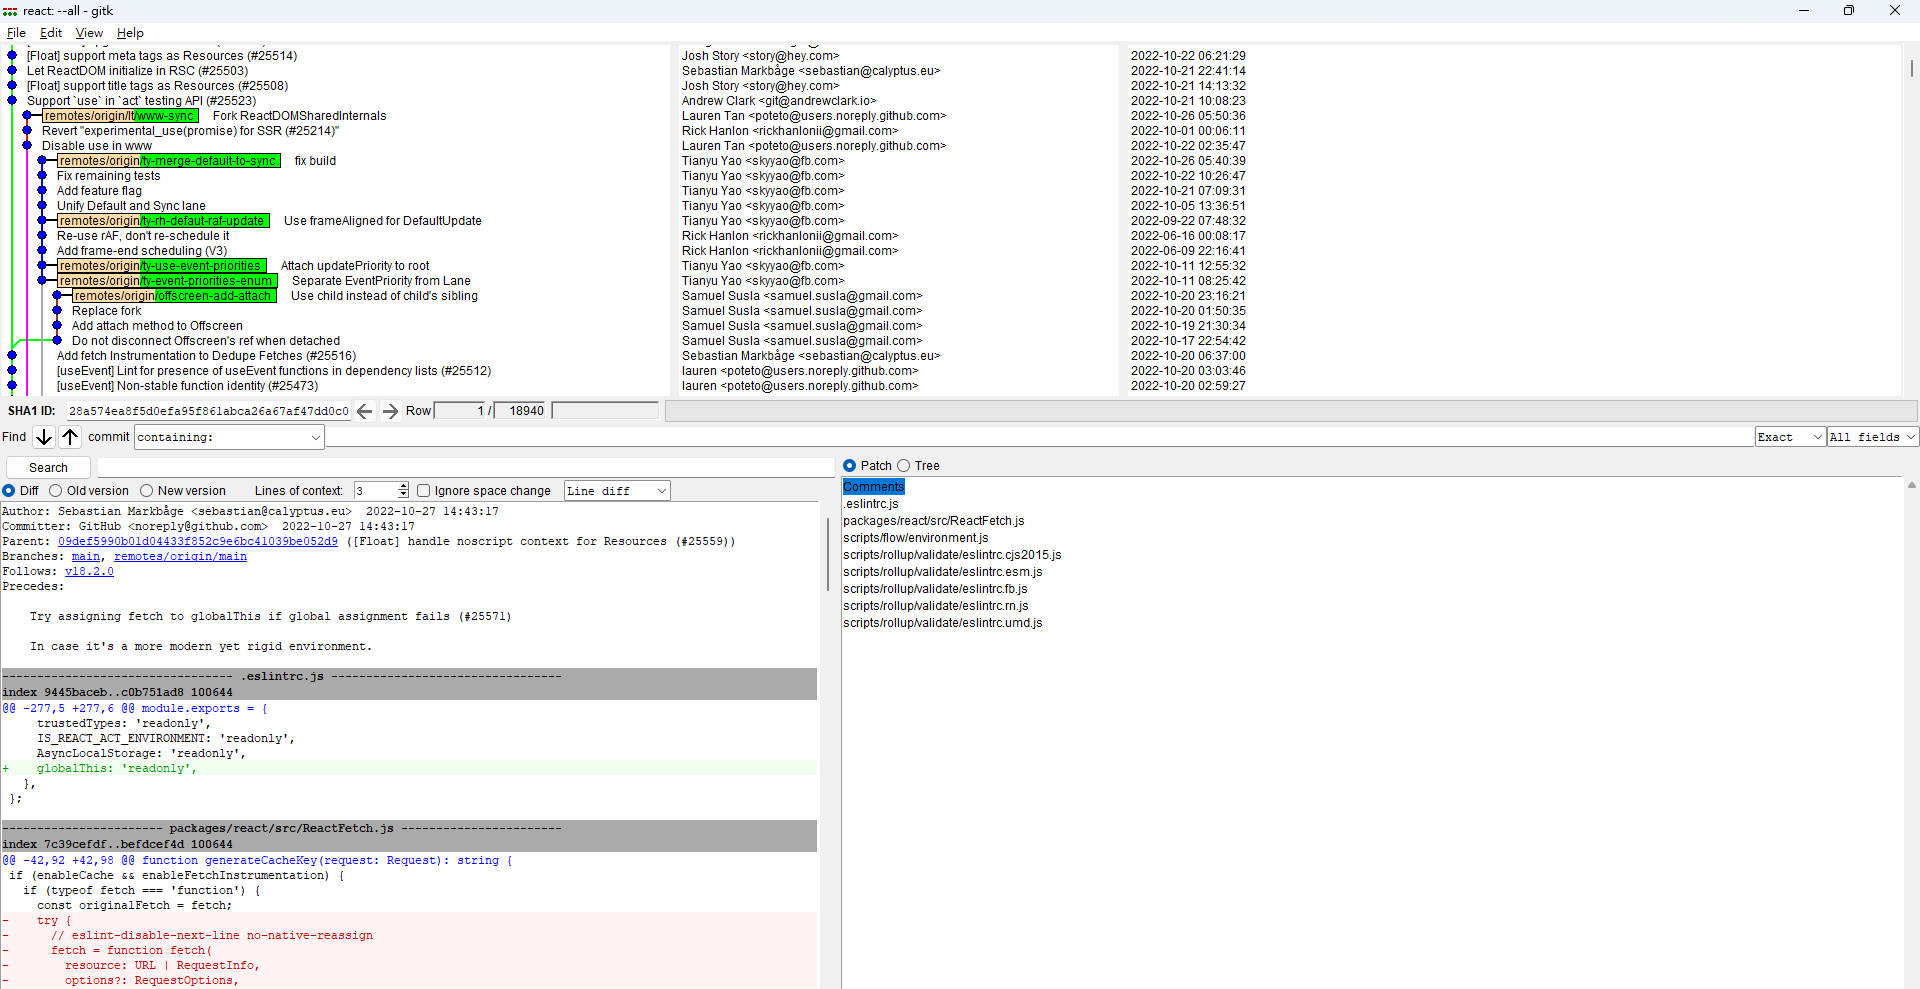 react: --all - gitk
File Edit View Help
[Float] support meta tags as Resources (#25514) Josh Story <story@hey.com> 2022-10-22 06:21:29
Let ReactDOM initialize in RSC (#25503) Sebastian Markbåge <sebastian@calyptus.eu> 2022-10-21 22:41:14
[Float] support title tags as Resources (#25508) Josh Story <story@hey.com> 2022-10-21 14:13:32
Support `use` in `act` testing API (#25523) Andrew Clark <git@andrewclark.io> 2022-10-21 10:08:23
remotes/origin/lt/www-sync Fork ReactDOMSharedInternals Lauren Tan <poteto@users.noreply.github.com> 2022-10-26 05:50:36
Revert "experimental_use(promise) for SSR (#25214)" Rick Hanlon <rickhanlonii@gmail.com> 2022-10-01 00:06:11
Disable use in www Lauren Tan <poteto@users.noreply.github.com> 2022-10-22 02:35:47
remotes/origin/ty-merge-default-to-sync fix build Tianyu Yao <skyyao@fb.com> 2022-10-26 05:40:39
Fix remaining tests Tianyu Yao <skyyao@fb.com> 2022-10-22 10:26:47
Add feature flag Tianyu Yao <skyyao@fb.com> 2022-10-21 07:09:31
Unify Default and Sync lane Tianyu Yao <skyyao@fb.com> 2022-10-05 13:36:51
remotes/origin/ty-rh-defaut-raf-update Use frameAligned for DefaultUpdate Tianyu Yao <skyyao@fb.com> 2022-09-22 07:48:32
Re-use rAF, don't re-schedule it Rick Hanlon <rickhanlonii@gmail.com> 2022-06-16 00:08:17
Add frame-end scheduling (V3) Rick Hanlon <rickhanlonii@gmail.com> 2022-06-09 22:16:41
remotes/origin/ty-use-event-priorities Attach updatePriority to root Tianyu Yao <skyyao@fb.com> 2022-10-11 12:55:32
remotes/origin/ty-event-priorities-enum Separate EventPriority from Lane Tianyu Yao <skyyao@fb.com> 2022-10-11 08:25:42
remotes/origin/offscreen-add-attach Use child instead of child's sibling Samuel Susla <samuel.susla@gmail.com> 2022-10-20 23:16:21
Replace fork Samuel Susla <samuel.susla@gmail.com> 2022-10-20 01:50:35
Add attach method to Offscreen Samuel Susla <samuel.susla@gmail.com> 2022-10-19 21:30:34
Do not disconnect Offscreen's ref when detached Samuel Susla <samuel.susla@gmail.com> 2022-10-17 22:54:42
Add fetch Instrumentation to Dedupe Fetches (#25516) Sebastian Markbåge <sebastian@calyptus.eu> 2022-10-20 06:37:00
[useEvent] Lint for presence of useEvent functions in dependency lists (#25512) lauren <poteto@users.noreply.github.com> 2022-10-20 03:03:46
[useEvent] Non-stable function identity (#25473) lauren <poteto@users.noreply.github.com> 2022-10-20 02:59:27
SHA1 ID: 28a574ea8f5d0efa95f861abca26a67af47dd0c0 Row 1 / 18940
Find commit containing: Exact All fields
Search Patch Tree
Diff Old version New version Lines of context: 3 Ignore space change Line diff
Comments
.eslintrc.js
packages/react/src/ReactFetch.js
scripts/flow/environment.js
scripts/rollup/validate/eslintrc.cjs2015.js
scripts/rollup/validate/eslintrc.esm.js
scripts/rollup/validate/eslintrc.fb.js
scripts/rollup/validate/eslintrc.rn.js
scripts/rollup/validate/eslintrc.umd.js
Author: Sebastian Markbåge <sebastian@calyptus.eu> 2022-10-27 14:43:17
Committer: GitHub <noreply@github.com> 2022-10-27 14:43:17
Parent: 09def5990b01d04433f852c9e6bc41039be052d9 ([Float] handle noscript context for Resources (#25559))
Branches: main, remotes/origin/main
Follows: v18.2.0
Precedes:
Try assigning fetch to globalThis if global assignment fails (#25571)
In case it's a more modern yet rigid environment.
--------------------------------- .eslintrc.js ---------------------------------
index 9445baceb..c0b751ad8 100644
@@ -277,5 +277,6 @@ module.exports = {
trustedTypes: 'readonly',
IS_REACT_ACT_ENVIRONMENT: 'readonly',
AsyncLocalStorage: 'readonly',
+ globalThis: 'readonly',
},
};
----------------------- packages/react/src/ReactFetch.js -----------------------
index 7c39cefdf..befdcef4d 100644
@@ -42,92 +42,98 @@ function generateCacheKey(request: Request): string {
if (enableCache && enableFetchInstrumentation) {
if (typeof fetch === 'function') {
const originalFetch = fetch;
- try {
- // eslint-disable-next-line no-native-reassign
- fetch = function fetch(
- resource: URL | RequestInfo,
- options?: RequestOptions,